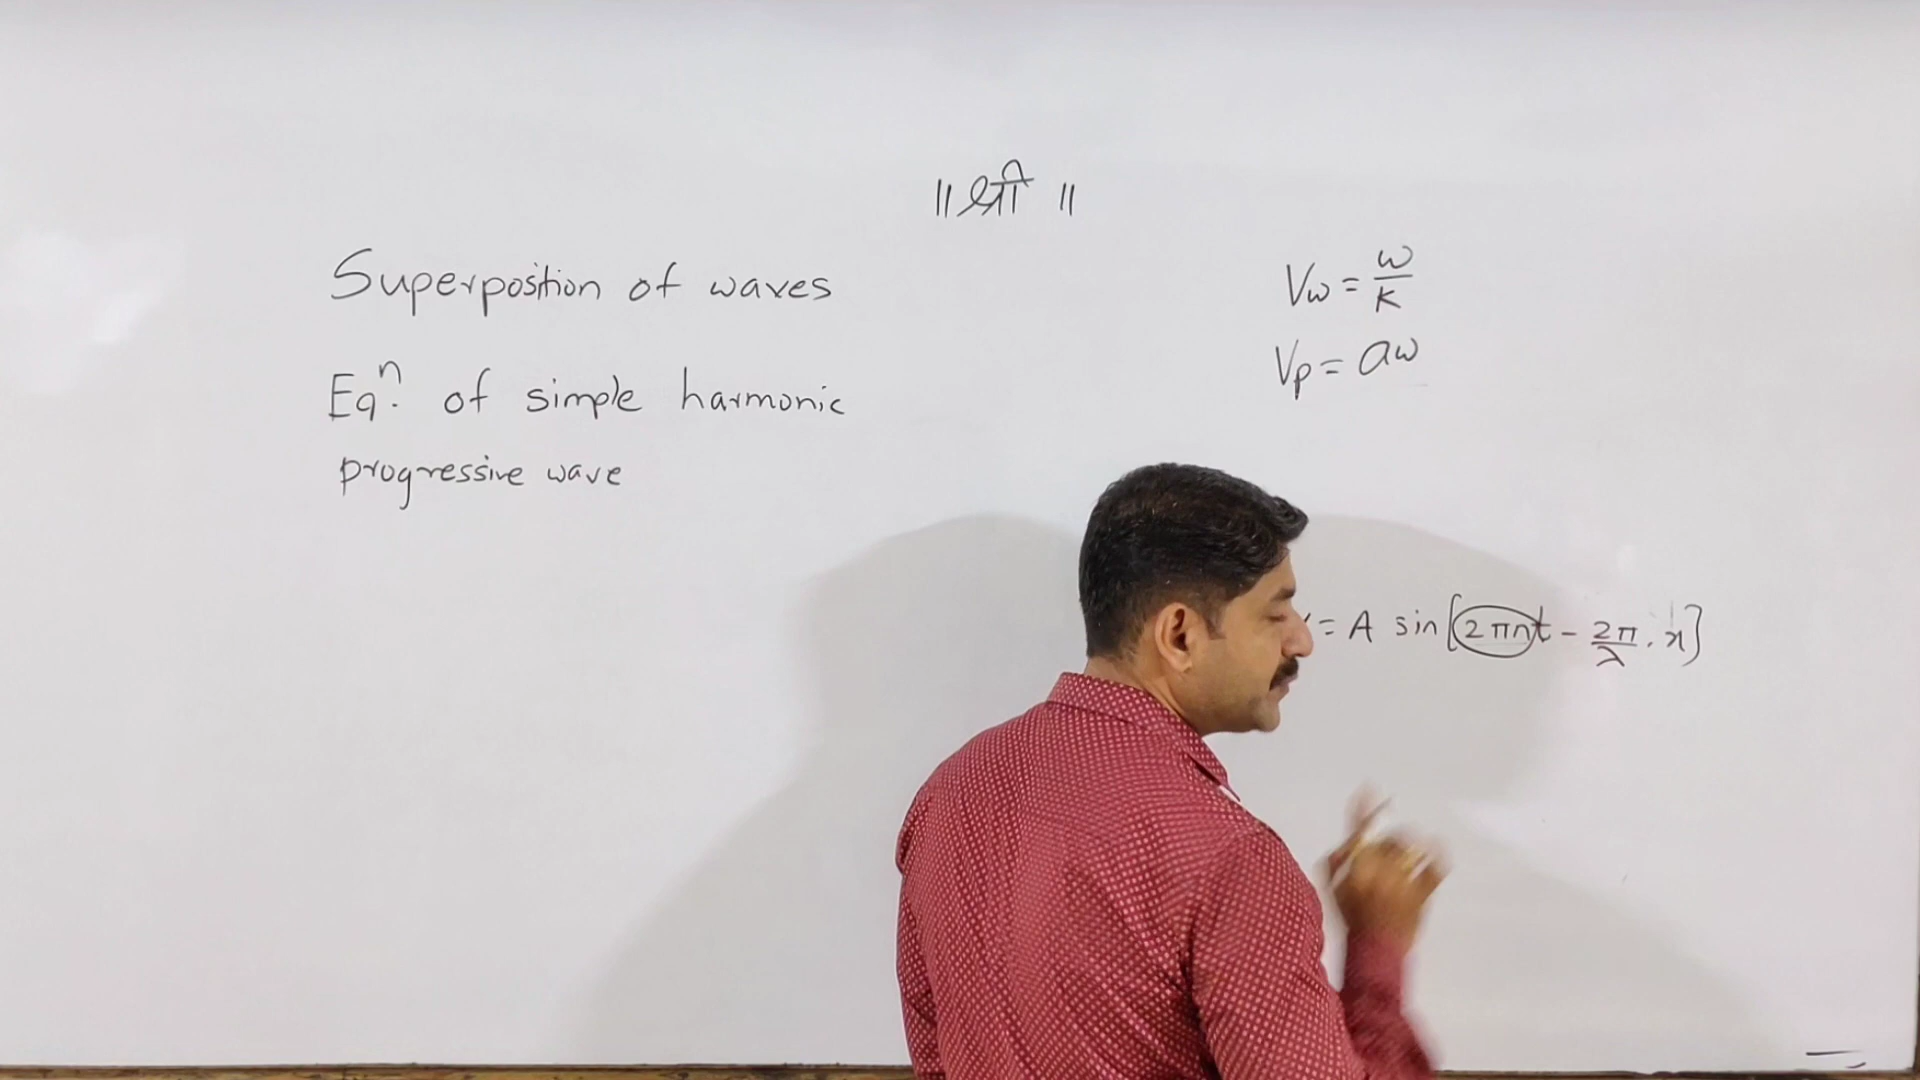 ॥ श्री ॥
Superposition of waves
Eqⁿ. of simple harmonic
progressive wave
Vω = ω/K
Vp = aω
= A sin[2πnt - 2π/λ . x]